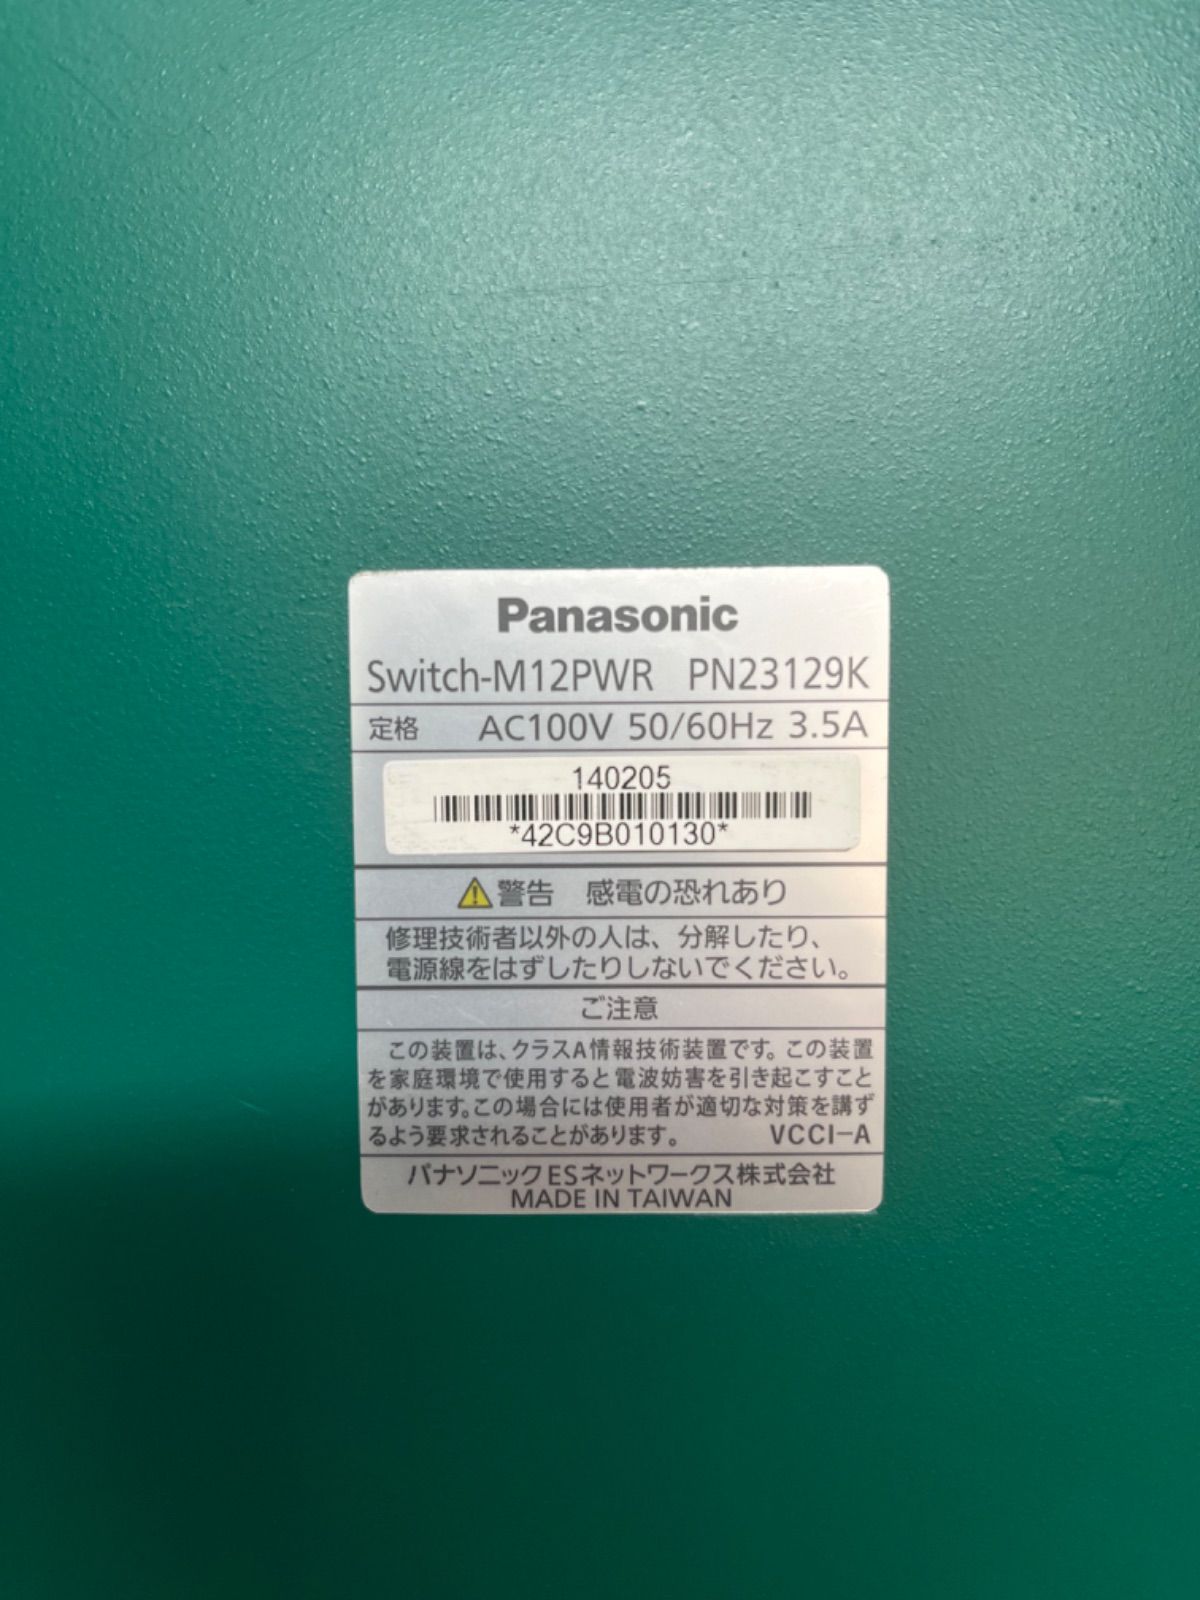 Panasonic
Switch-M12PWR PN23129K
定格 AC100V 50/60Hz 3.5A
140205
*42C9B010130*
警告 感電の恐れあり
修理技術者以外の人は、分解したり、
電源線をはずしたりしないでください。
ご注意
この装置は、クラスA情報技術装置です。この装置
を家庭環境で使用すると電波妨害を引き起こすこと
があります。この場合には使用者が適切な対策を講ず
るよう要求されることがあります。 VCCI-A
パナソニックESネットワークス株式会社
MADE IN TAIWAN